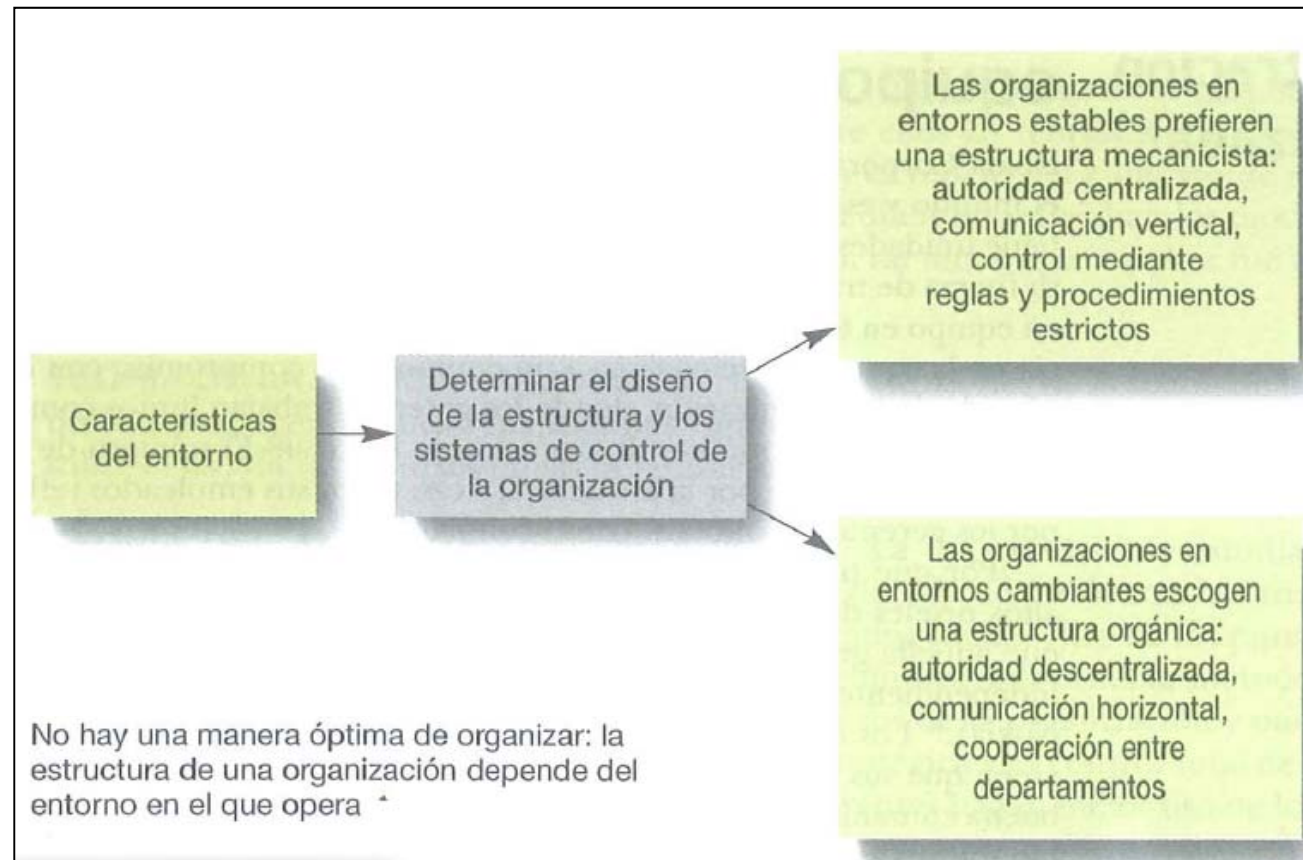 Las organizaciones en
entornos estables prefieren
una estructura mecanicista:
autoridad centralizada,
comunicación vertical,
control mediante
reglas y procedimientos
estrictos
Características
del entorno
Determinar el diseño
de la estructura y los
sistemas de control de
la organización
Las organizaciones en
entornos cambiantes escogen
una estructura orgánica:
autoridad descentralizada,
comunicación horizontal,
cooperación entre
departamentos
No hay una manera óptima de organizar: la
estructura de una organización depende del
entorno en el que opera